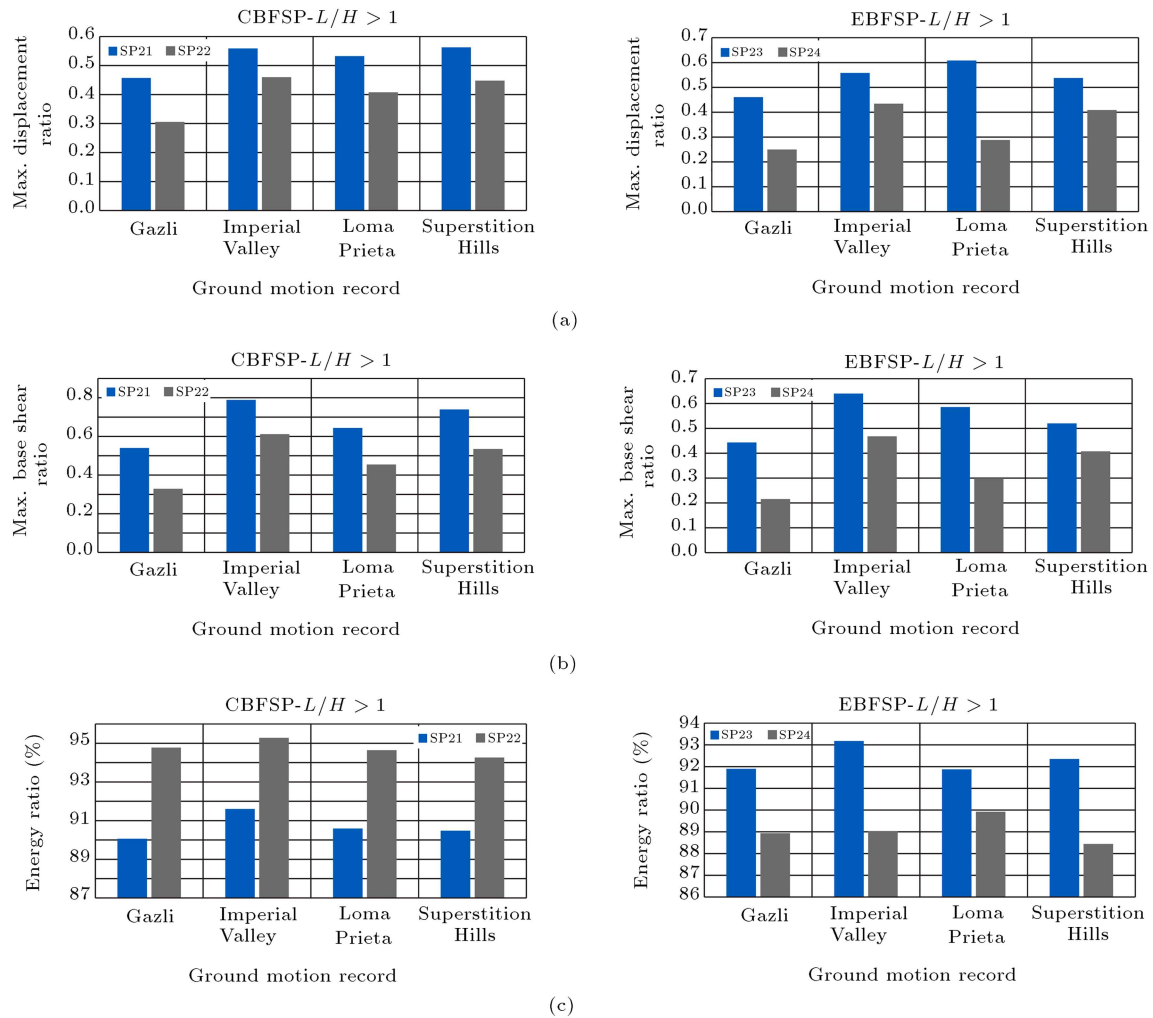 CBFSP-L/H > 1
Max. displacement
ratio
0.6
0.5
0.4
0.3
0.2
0.1
0.0
SP21 SP22
Gazli
Imperial
Valley
Loma
Prieta
Superstition
Hills
Ground motion record
EBFSP-L/H > 1
Max. displacement
ratio
0.7
0.6
0.5
0.4
0.3
0.2
0.1
0.0
SP23 SP24
Gazli
Imperial
Valley
Loma
Prieta
Superstition
Hills
Ground motion record
(a)
CBFSP-L/H > 1
Max. base shear
ratio
0.8
0.6
0.4
0.2
0.0
SP21 SP22
Gazli
Imperial
Valley
Loma
Prieta
Superstition
Hills
Ground motion record
EBFSP-L/H > 1
Max. base shear
ratio
0.7
0.6
0.5
0.4
0.3
0.2
0.1
0.0
SP23 SP24
Gazli
Imperial
Valley
Loma
Prieta
Superstition
Hills
Ground motion record
(b)
CBFSP-L/H > 1
Energy ratio (%)
95
93
91
89
87
SP21 SP22
Gazli
Imperial
Valley
Loma
Prieta
Superstition
Hills
Ground motion record
EBFSP-L/H > 1
Energy ratio (%)
94
93
92
91
90
89
88
87
86
SP23 SP24
Gazli
Imperial
Valley
Loma
Prieta
Superstition
Hills
Ground motion record
(c)